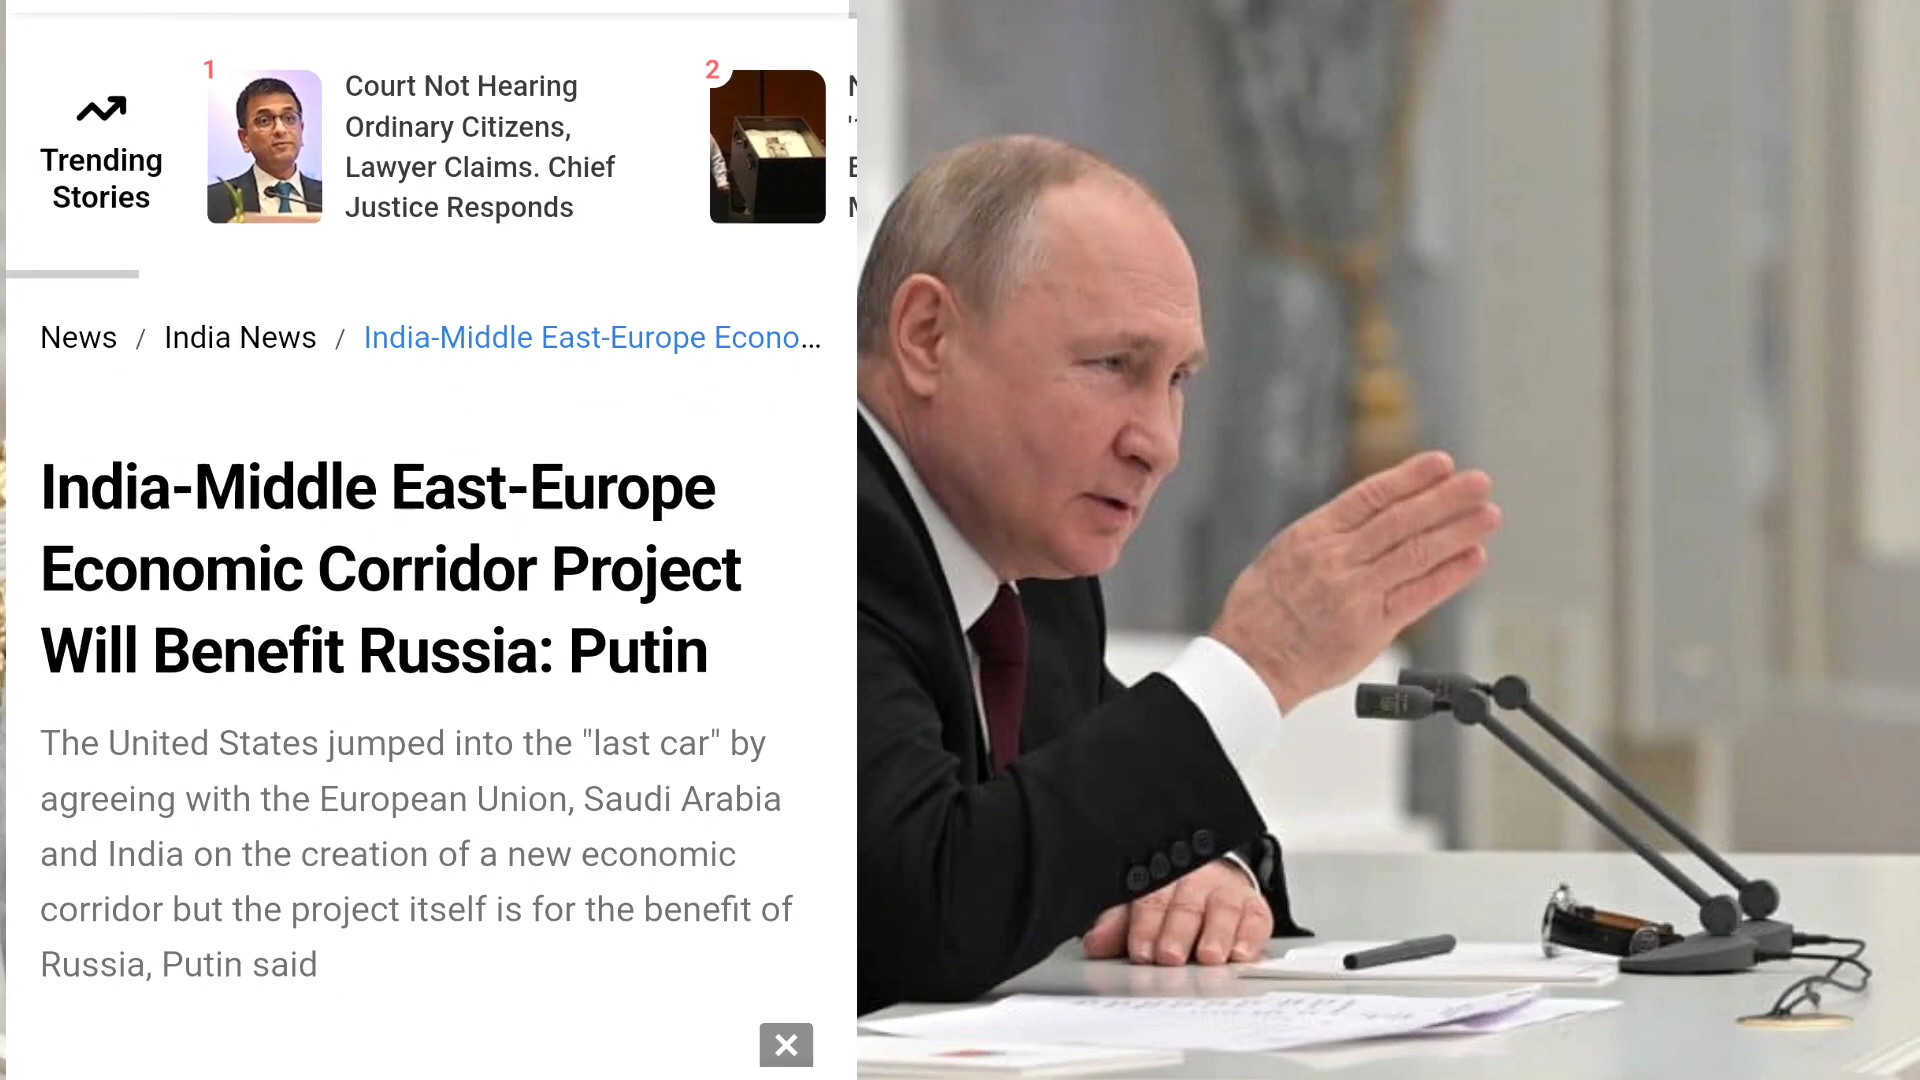 1
Court Not Hearing
Ordinary Citizens,
Lawyer Claims. Chief
Justice Responds
2
Trending
Stories
News / India News / India-Middle East-Europe Econo...
India-Middle East-Europe
Economic Corridor Project
Will Benefit Russia: Putin
The United States jumped into the "last car" by
agreeing with the European Union, Saudi Arabia
and India on the creation of a new economic
corridor but the project itself is for the benefit of
Russia, Putin said